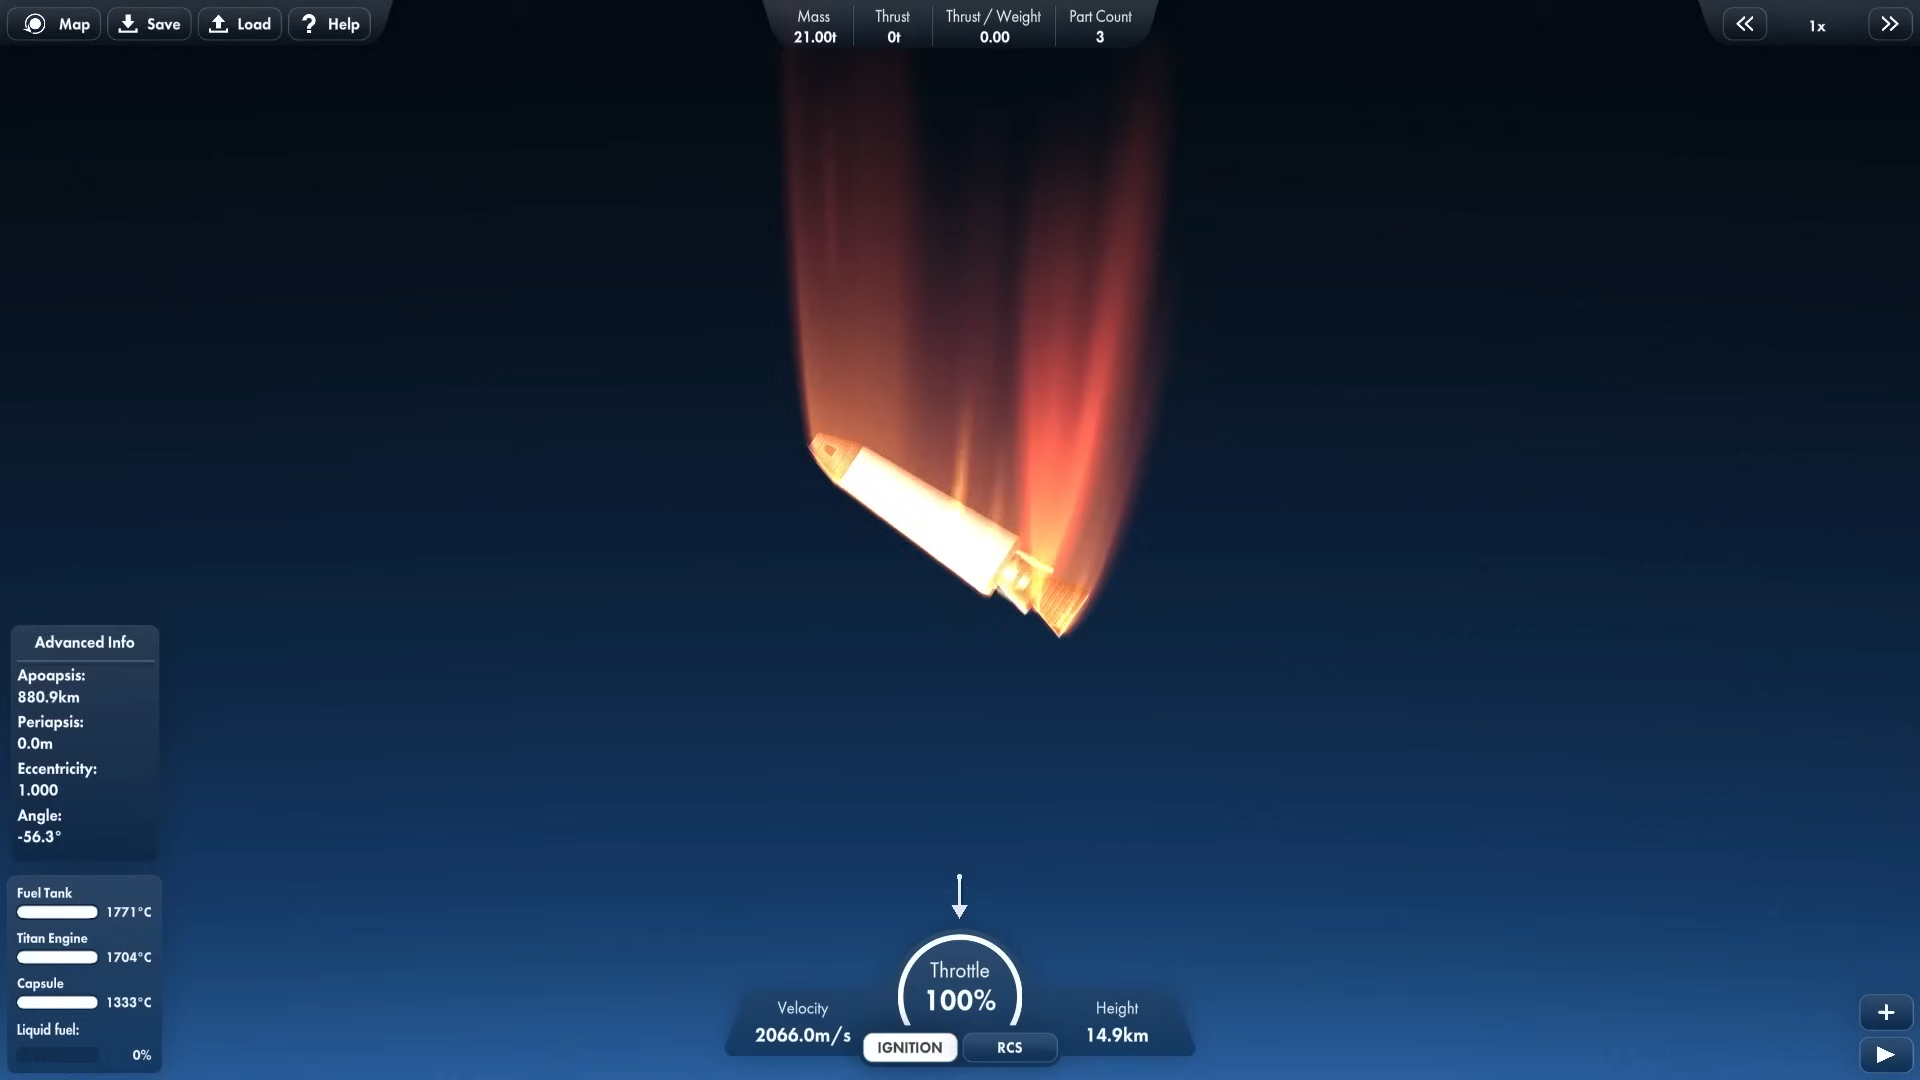 Map
Save
Load
Help
Mass
21.00t
Thrust
0t
Thrust / Weight
0.00
Part Count
3
1x
Advanced Info
Apoapsis:
880.9km
Periapsis:
0.0m
Eccentricity:
1.000
Angle:
-56.3°
Fuel Tank
1771°C
Titan Engine
1704°C
Capsule
1333°C
Liquid fuel:
0%
Throttle
100%
Velocity
2066.0m/s
IGNITION
RCS
Height
14.9km